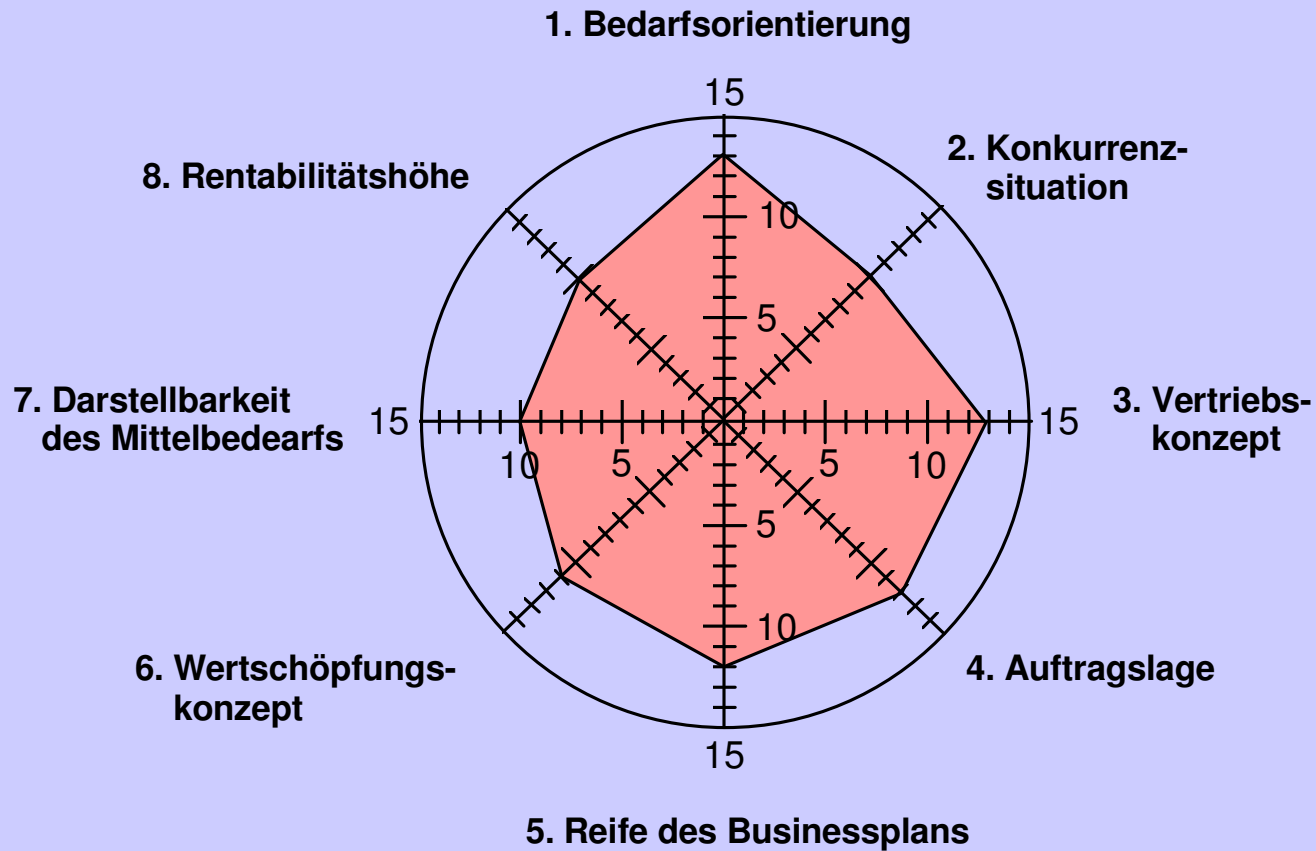 1. Bedarfsorientierung
15
2. Konkurrenz-
situation
8. Rentabilitätshöhe
10
5
7. Darstellbarkeit
des Mittelbedearfs
15
10
5
5
10
15
3. Vertriebs-
konzept
5
10
6. Wertschöpfungs-
konzept
4. Auftragslage
15
5. Reife des Businessplans